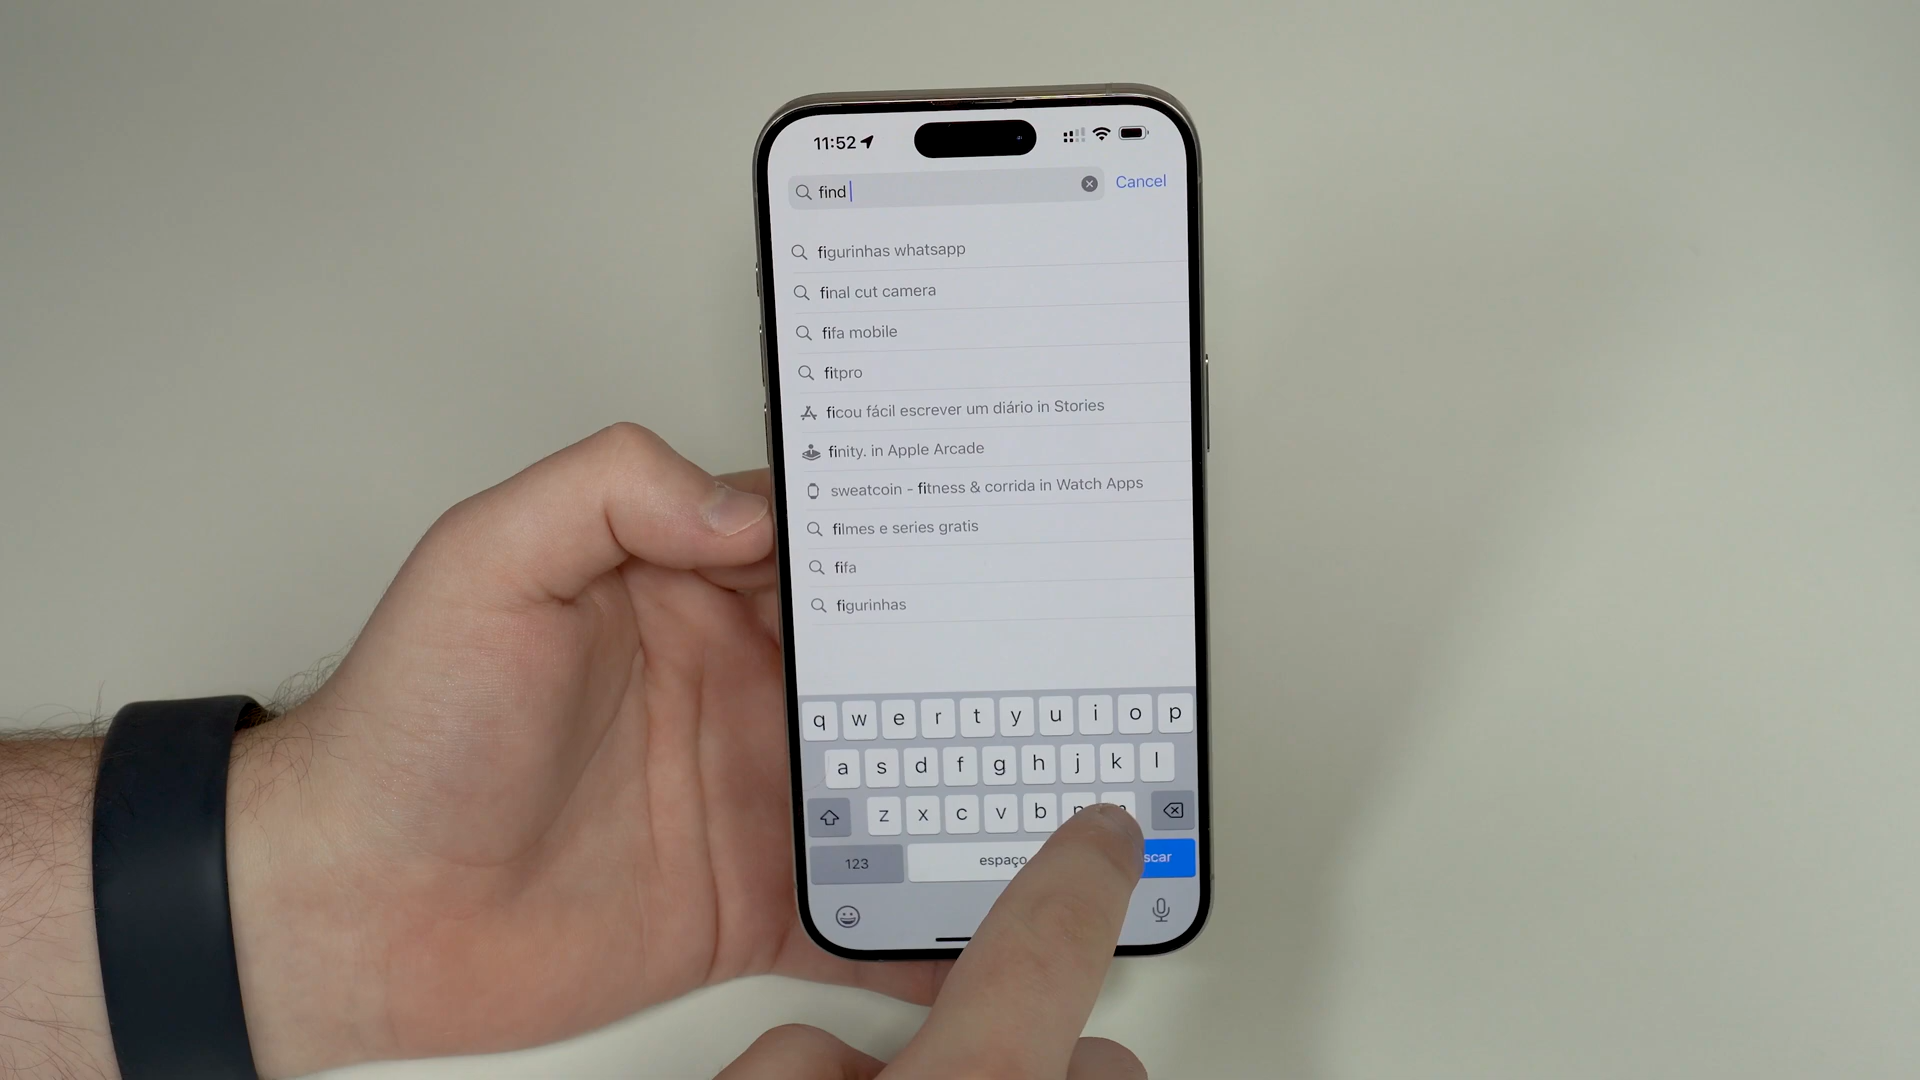 11:52
find
Cancel
figurinhas whatsapp
final cut camera
fifa mobile
fitpro
ficou fácil escrever um diário in Stories
finity. in Apple Arcade
sweatcoin - fitness & corrida in Watch Apps
filmes e series gratis
fifa
figurinhas
q w e r t y u i o p
a s d f g h j k l
z x c v b
123 espaço scar